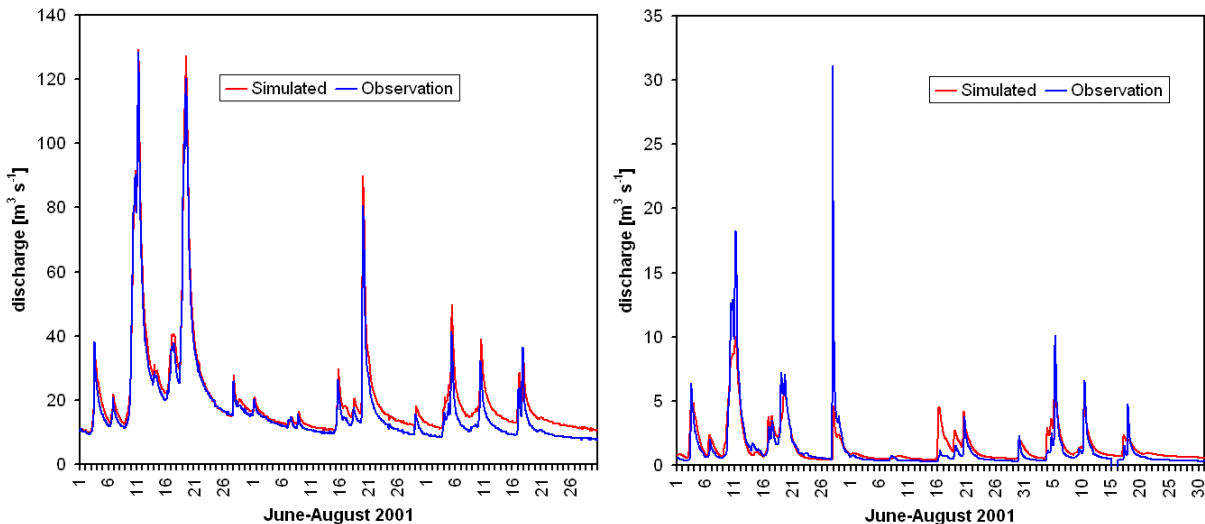 140
120
100
80
60
40
20
0
discharge [m³ s⁻¹]
Simulated Observation
1 6 11 16 21 26 1 6 11 16 21 26 1 6 11 16 21 26
June-August 2001
35
30
25
20
15
10
5
0
discharge [m³ s⁻¹]
Simulated Observation
1 6 11 16 21 26 1 6 11 16 21 26 31 5 10 15 20 25 30
June-August 2001